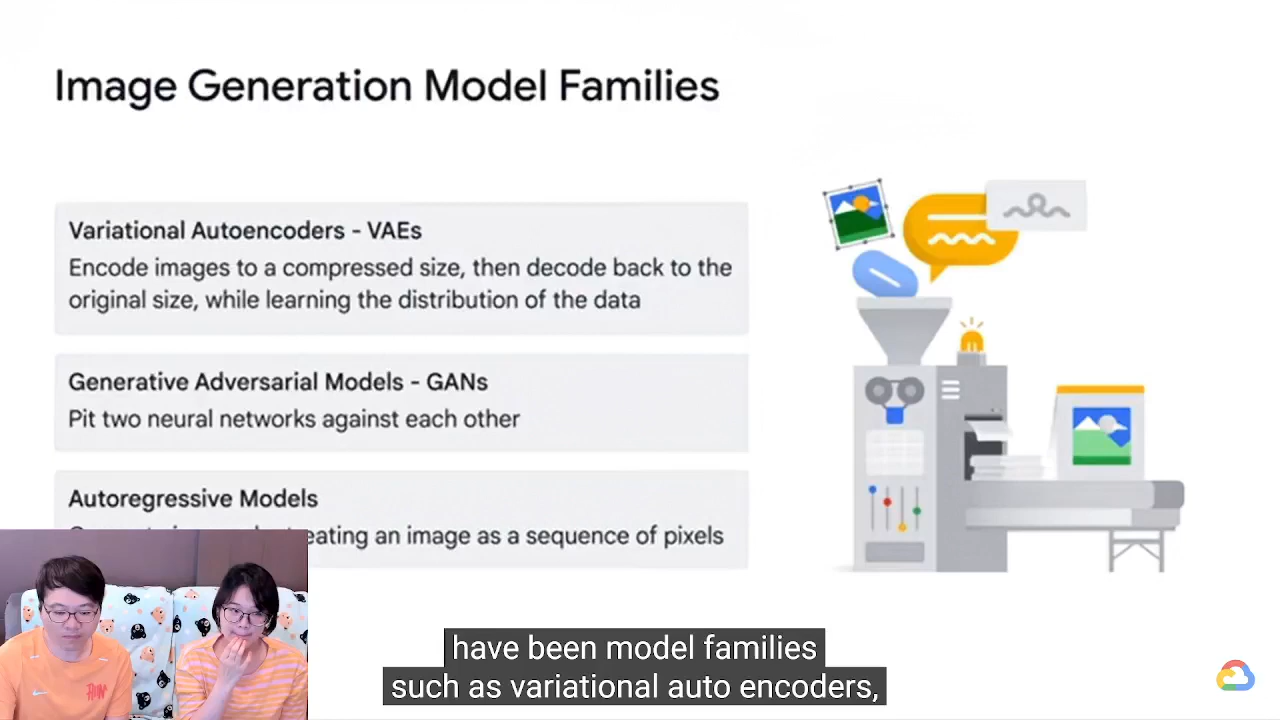 Image Generation Model Families
Variational Autoencoders - VAEs
Encode images to a compressed size, then decode back to the
original size, while learning the distribution of the data
Generative Adversarial Models - GANs
Pit two neural networks against each other
Autoregressive Models
eating an image as a sequence of pixels
RUN
have been model families
such as variational auto encoders,